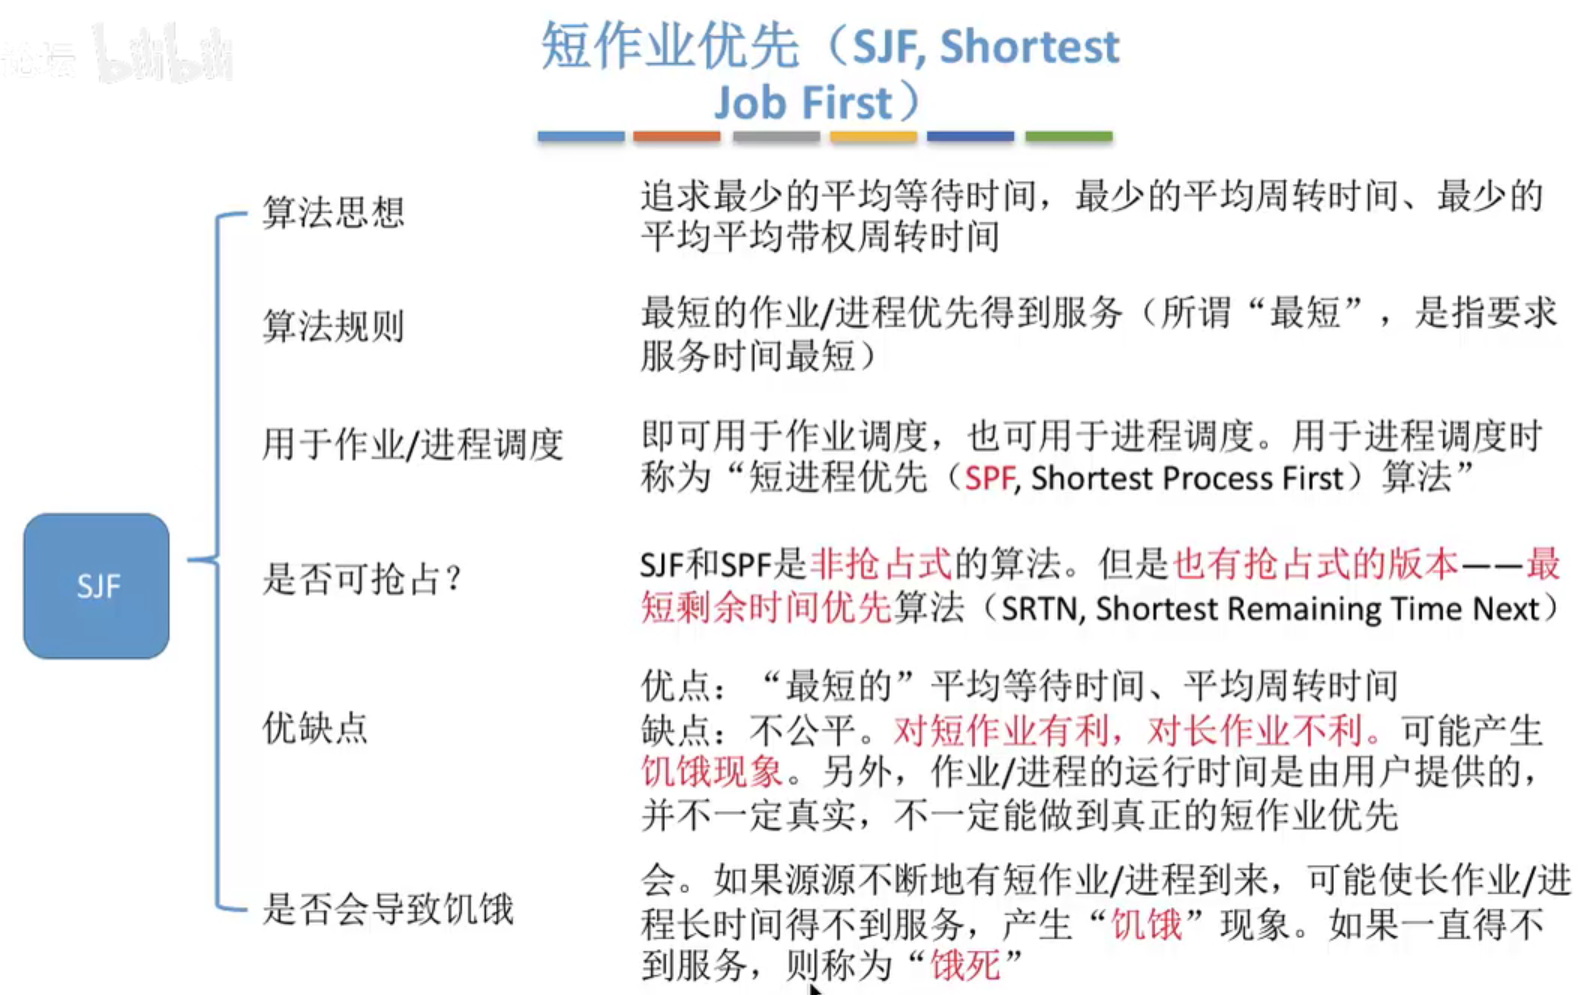 论坛 bilibili
短作业优先（SJF, Shortest
Job First）
算法思想
追求最少的平均等待时间，最少的平均周转时间、最少的
平均平均带权周转时间
算法规则
最短的作业/进程优先得到服务（所谓“最短”，是指要求
服务时间最短）
用于作业/进程调度
即可用于作业调度，也可用于进程调度。用于进程调度时
称为“短进程优先（SPF, Shortest Process First）算法”
SJF
是否可抢占？
SJF和SPF是非抢占式的算法。但是也有抢占式的版本——最
短剩余时间优先算法（SRTN, Shortest Remaining Time Next）
优缺点
优点：“最短的”平均等待时间、平均周转时间
缺点：不公平。对短作业有利，对长作业不利。可能产生
饥饿现象。另外，作业/进程的运行时间是由用户提供的，
并不一定真实，不一定能做到真正的短作业优先
是否会导致饥饿
会。如果源源不断地有短作业/进程到来，可能使长作业/进
程长时间得不到服务，产生“饥饿”现象。如果一直得不
到服务，则称为“饿死”